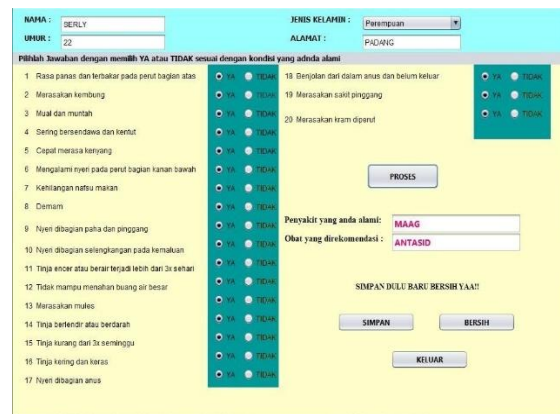 NAMA :
SERLY
JENIS KELAMIN :
Perempuan
UMUR :
22
ALAMAT :
PADANG
Pilihlah Jawaban dengan memilih YA atau TIDAK sesuai dengan kondisi yang adnda alami
1 Rasa panas dan terbakar pada perut bagian atas YA TIDAK
2 Merasakan kembung YA TIDAK
3 Mual dan muntah YA TIDAK
4 Sering bersendawa dan kentut YA TIDAK
5 Cepat merasa kenyang YA TIDAK
6 Mengalami nyeri pada perut bagian kanan bawah YA TIDAK
7 Kehilangan nafsu makan YA TIDAK
8 Demam YA TIDAK
9 Nyeri dibagian paha dan pinggang YA TIDAK
10 Nyeri dibagian selengkangan pada kemaluan YA TIDAK
11 Tinja encer atau berair terjadi lebih dari 3x sehari YA TIDAK
12 Tidak mampu menahan buang air besar YA TIDAK
13 Merasakan mules YA TIDAK
14 Tinja berlendir atau berdarah YA TIDAK
15 Tinja kurang dari 3x seminggu YA TIDAK
16 Tinja kering dan keras YA TIDAK
17 Nyeri dibagian anus YA TIDAK
18 Benjolan dari dalam anus dan belum keluar YA TIDAK
19 Merasakan sakit pinggang YA TIDAK
20 Merasakan kram diperut YA TIDAK
PROSES
Penyakit yang anda alami: MAAG
Obat yang direkomendasi : ANTASID
SIMPAN DULU BARU BERSIH YAA!!
SIMPAN
BERSIH
KELUAR